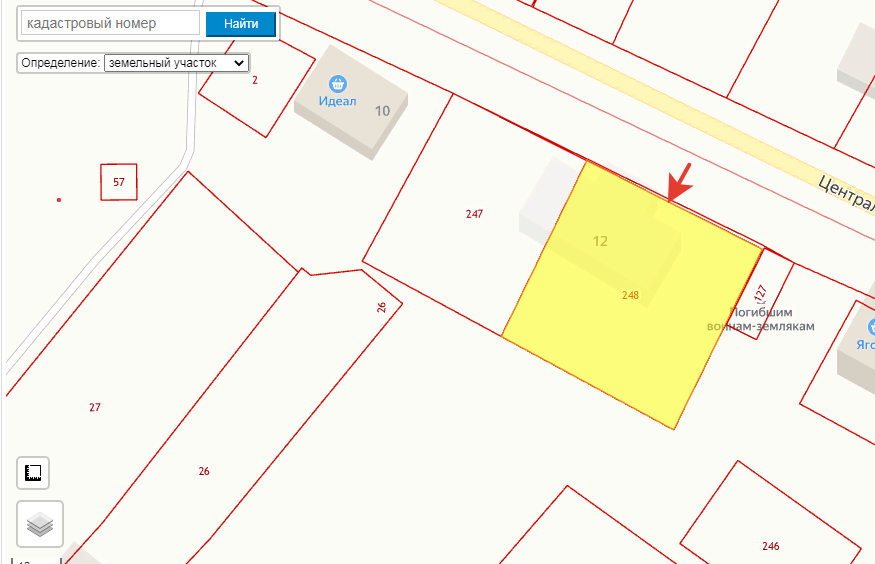 кадастровый номер
Найти
Определение: земельный участок
2
Идеал
10
57
Централ
247
12
248
127
Погибшим
воинам-землякам
26
Яго
27
26
246